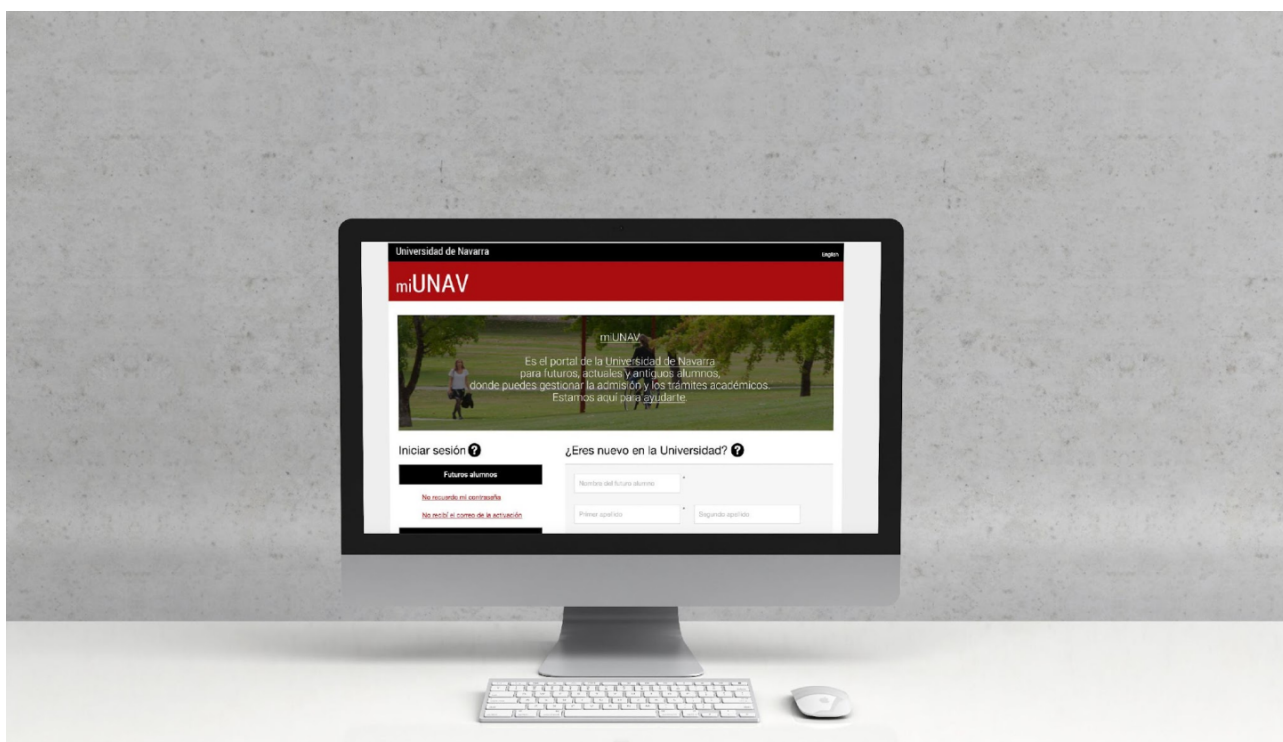 Universidad de Navarra
English
miUNAV
miUNAV
Es el portal de la Universidad de Navarra
para futuros, actuales y antiguos alumnos,
donde puedes gestionar la admisión y los trámites académicos.
Estamos aquí para ayudarte.
Iniciar sesión ?
¿Eres nuevo en la Universidad? ?
Futuros alumnos
Nombre del futuro alumno *
No recuerdo mi contraseña
No recibí el correo de la activación
Primer apellido * Segundo apellido